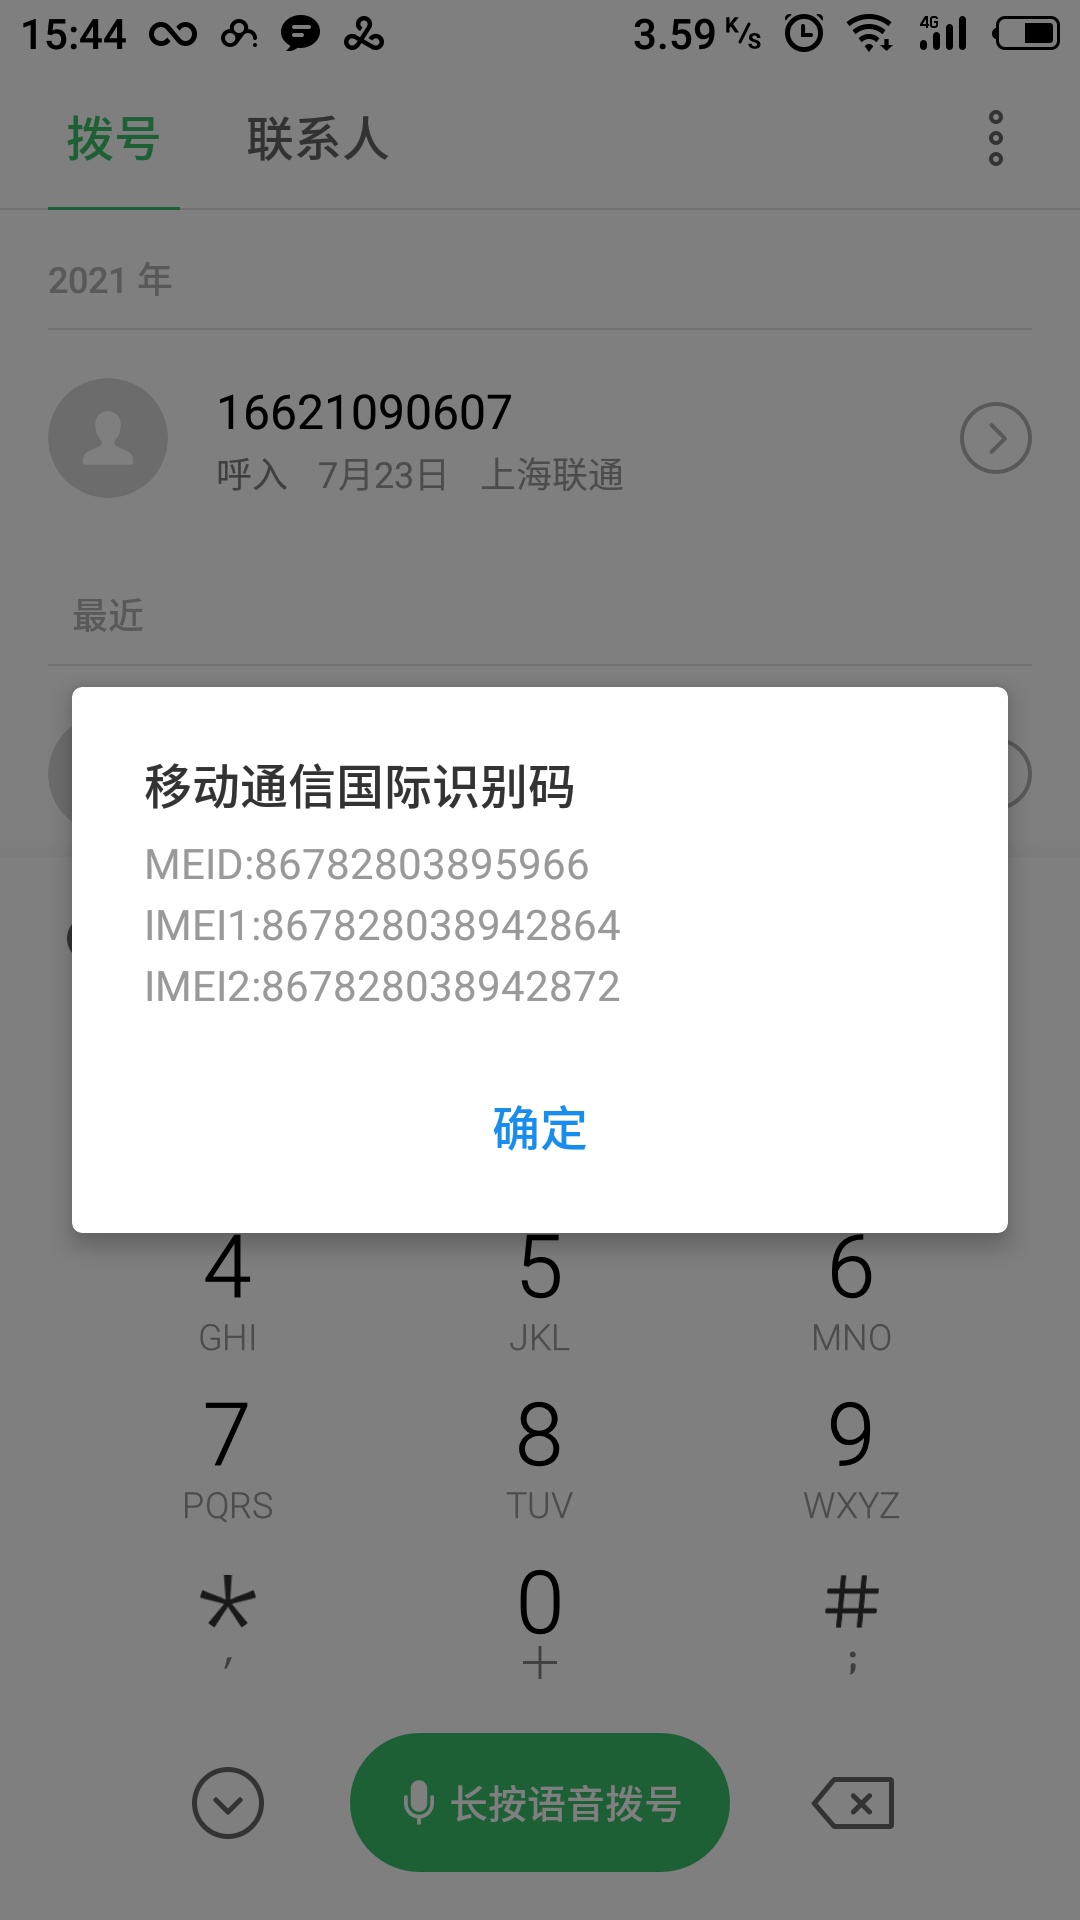 15:44 3.59 K/s 4G
拨号 联系人
2021 年
16621090607
呼入 7月23日 上海联通
最近
移动通信国际识别码
MEID:86782803895966
IMEI1:867828038942864
IMEI2:867828038942872
确定
4 5 6
GHI JKL MNO
7 8 9
PQRS TUV WXYZ
* 0 #
, + ;
长按语音拨号